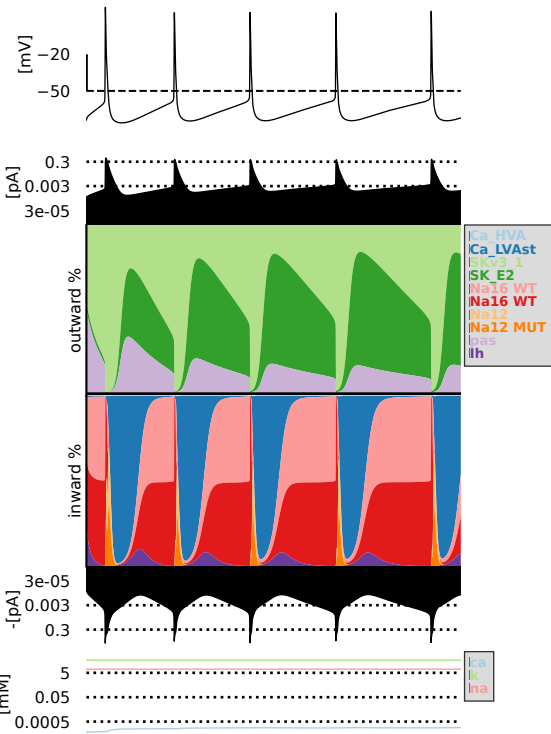 [mV]
−20
−50
[pA]
0.3
0.003
3e-05
outward %
Ca_HVA
Ca_LVAst
SKv3_1
SK_E2
Na16 WT
Na16 WT
Na12
Na12 MUT
pas
Ih
inward %
3e-05
0.003
0.3
-[pA]
[mM]
5
0.05
0.0005
ca
k
na